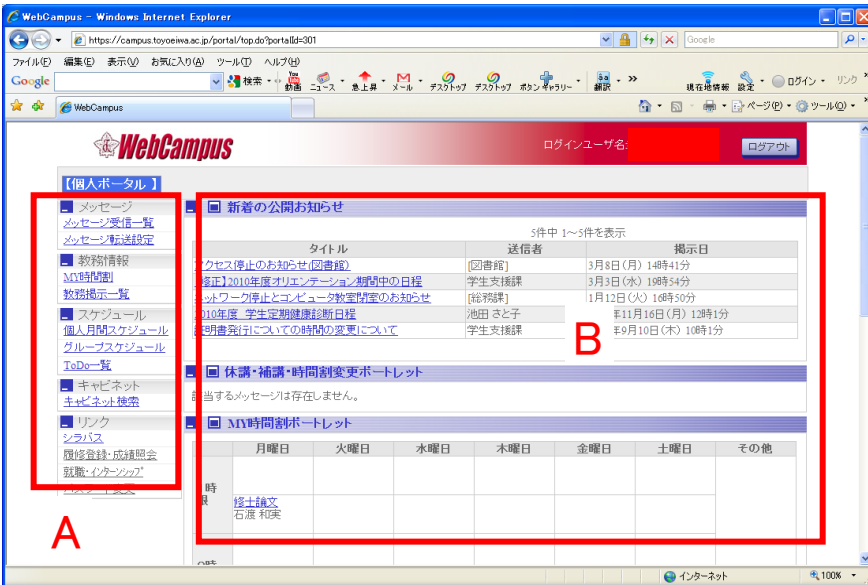 WebCampus - Windows Internet Explorer
https://campus.toyoeiwa.ac.jp/portal/top.do?portalId=301
Google
ファイル(F) 編集(E) 表示(V) お気に入り(A) ツール(T) ヘルプ(H)
Google 検索 動画 ニュース 急上昇 メール デスクトップ デスクトップ ボタン ギャラリー 翻訳 » 現在地情報 設定 ログイン リンク »
WebCampus ページ(P) ツール(O) »
WebCampus ログインユーザ名: ログアウト
【個人ポータル 】
メッセージ
メッセージ受信一覧
メッセージ転送設定
教務情報
MY時間割
教務掲示一覧
スケジュール
個人月間スケジュール
グループスケジュール
ToDo一覧
キャビネット
キャビネット検索
リンク
シラバス
履修登録・成績照会
就職・インターンシップ
A
新着の公開お知らせ
5件中 1～5件を表示
タイトル 送信者 掲示日
アクセス停止のお知らせ(図書館) [図書館] 3月8日(月) 14時41分
修正】2010年度オリエンテーション期間中の日程 学生支援課 3月3日(水) 19時54分
ネットワーク停止とコンピュータ教室閉室のお知らせ [総務課] 1月12日(火) 16時50分
2010年度 学生定期健康診断日程 池田 さと子 年11月16日(月) 12時1分
証明書発行についての時間の変更について 学生支援課 年9月10日(木) 10時1分
B
休講・補講・時間割変更ポートレット
該当するメッセージは存在しません。
MY時間割ポートレット
月曜日 火曜日 水曜日 木曜日 金曜日 土曜日 その他
時
限
修士論文
石渡 和実
インターネット 100%